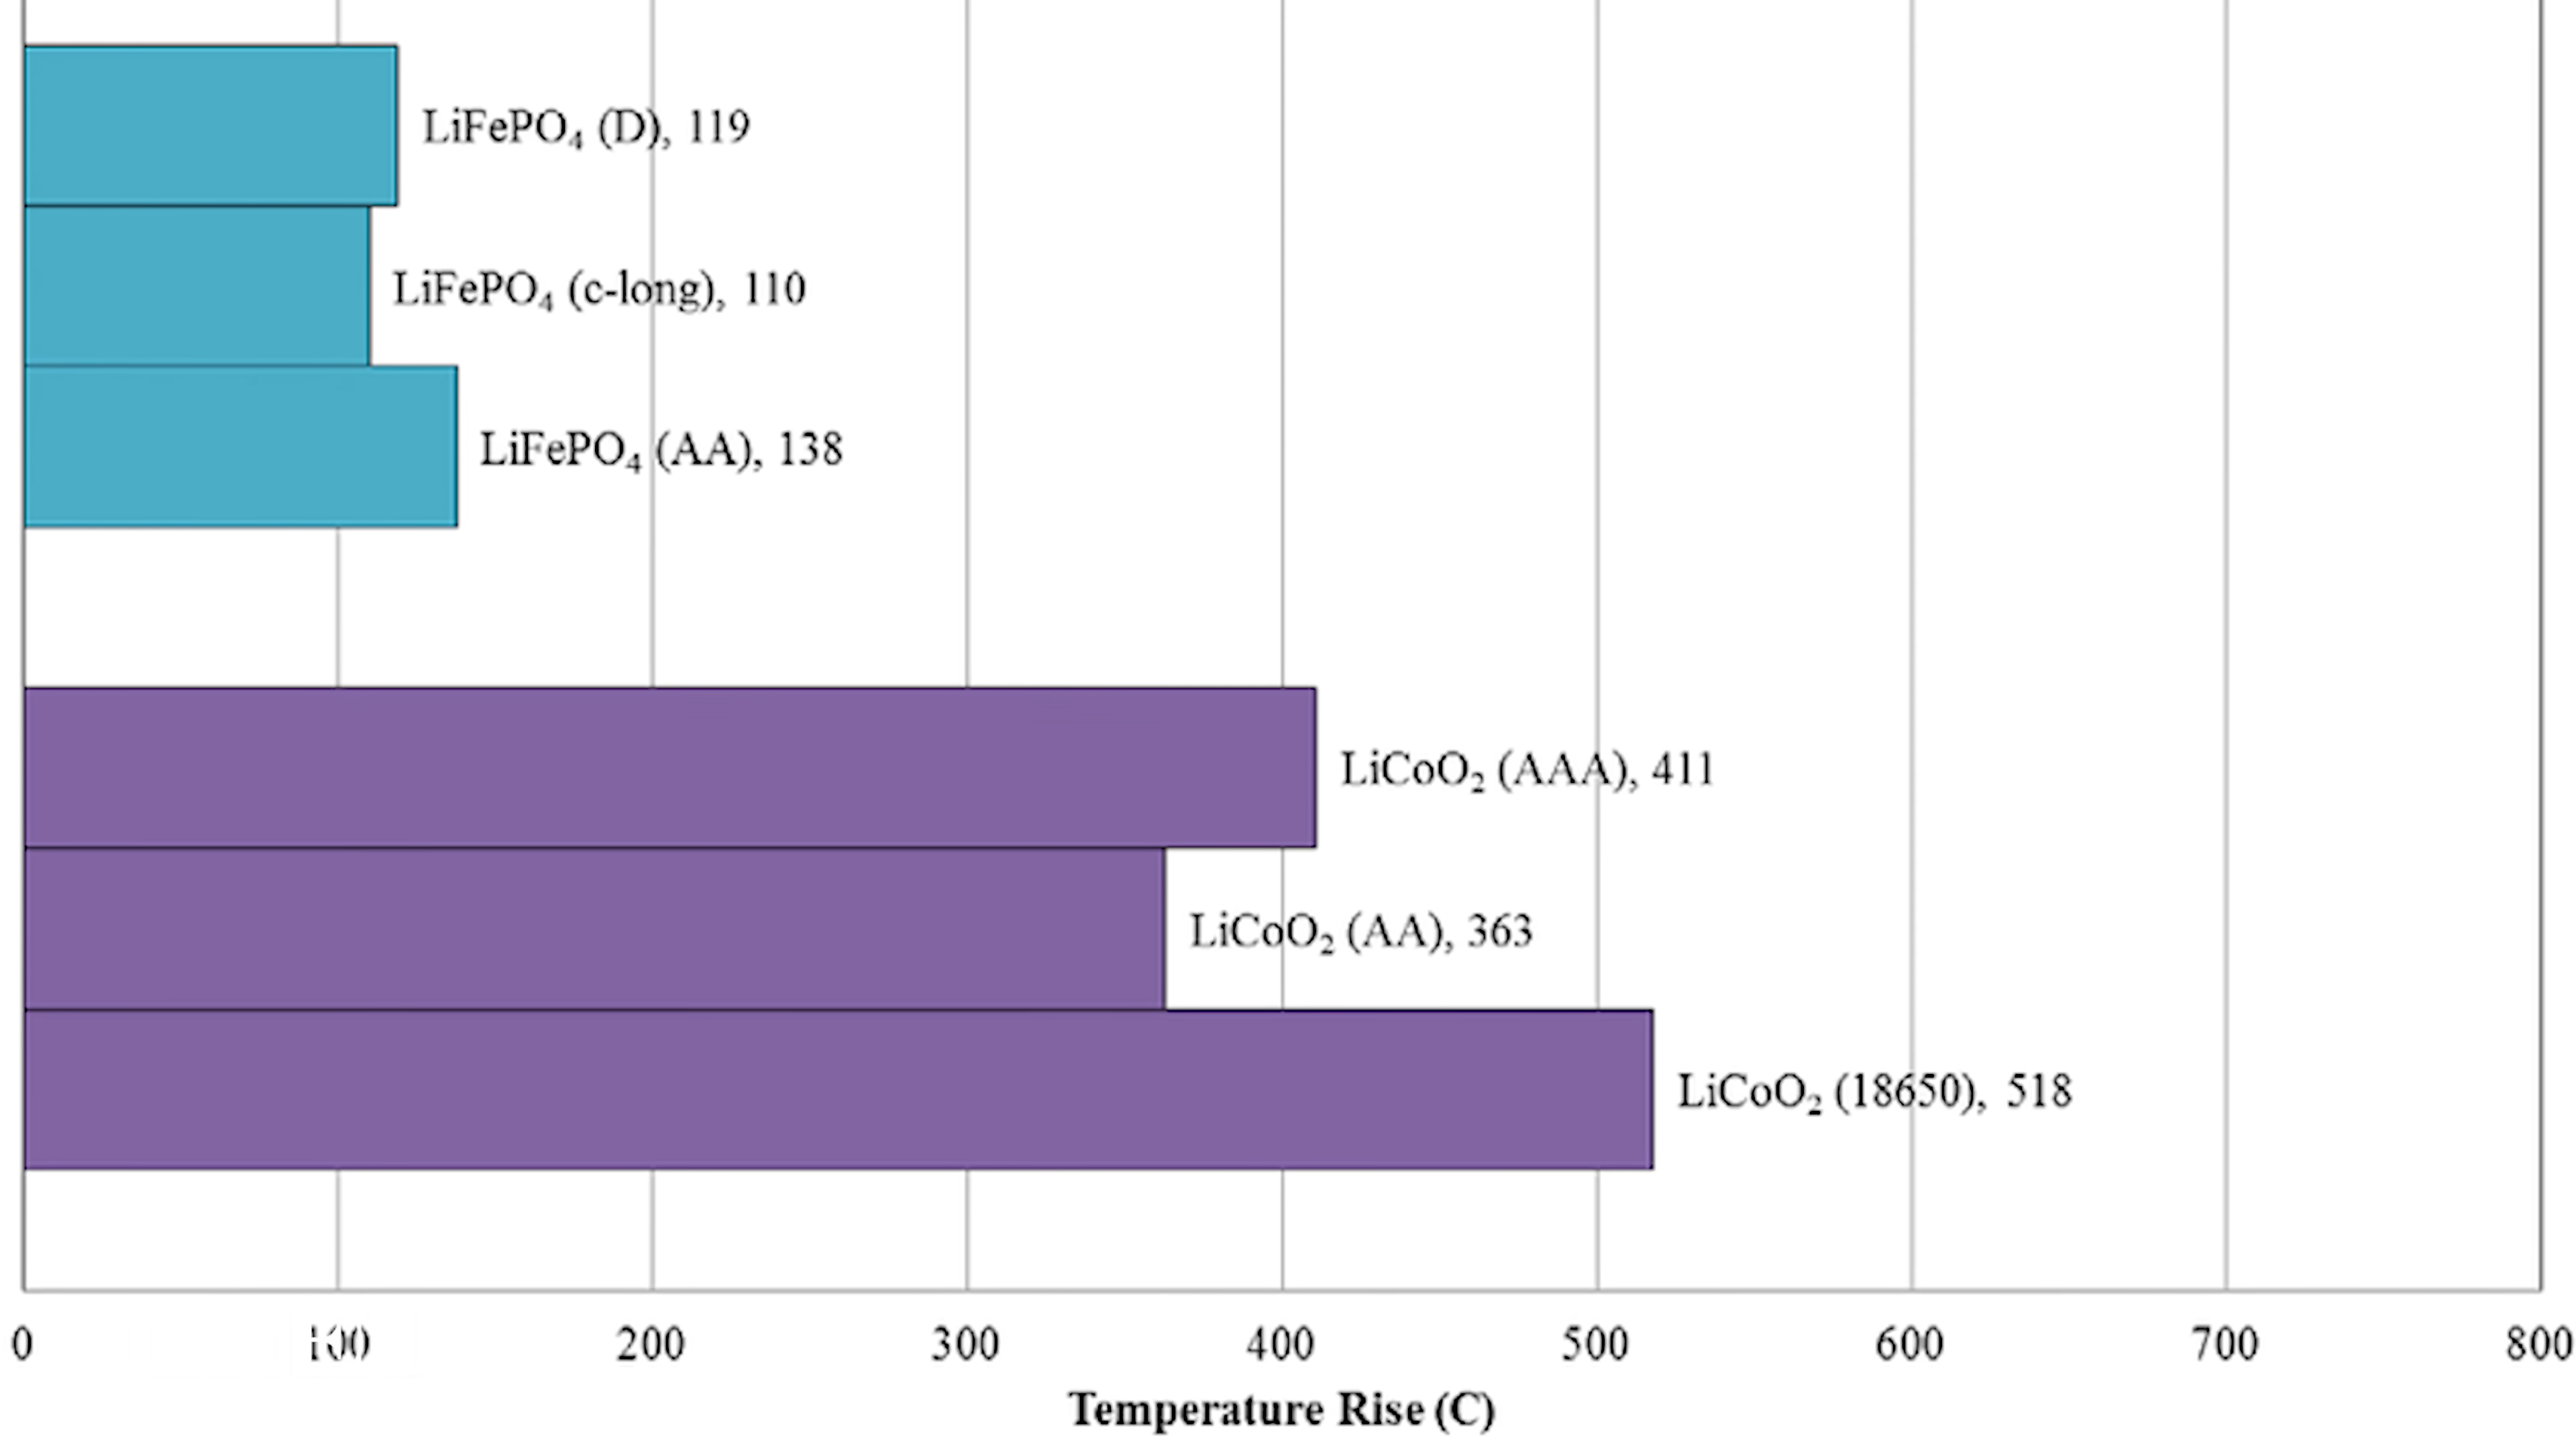 LiFePO₄ (D), 119
LiFePO₄ (c-long), 110
LiFePO₄ (AA), 138
LiCoO₂ (AAA), 411
LiCoO₂ (AA), 363
LiCoO₂ (18650), 518
0 100 200 300 400 500 600 700 800
Temperature Rise (C)